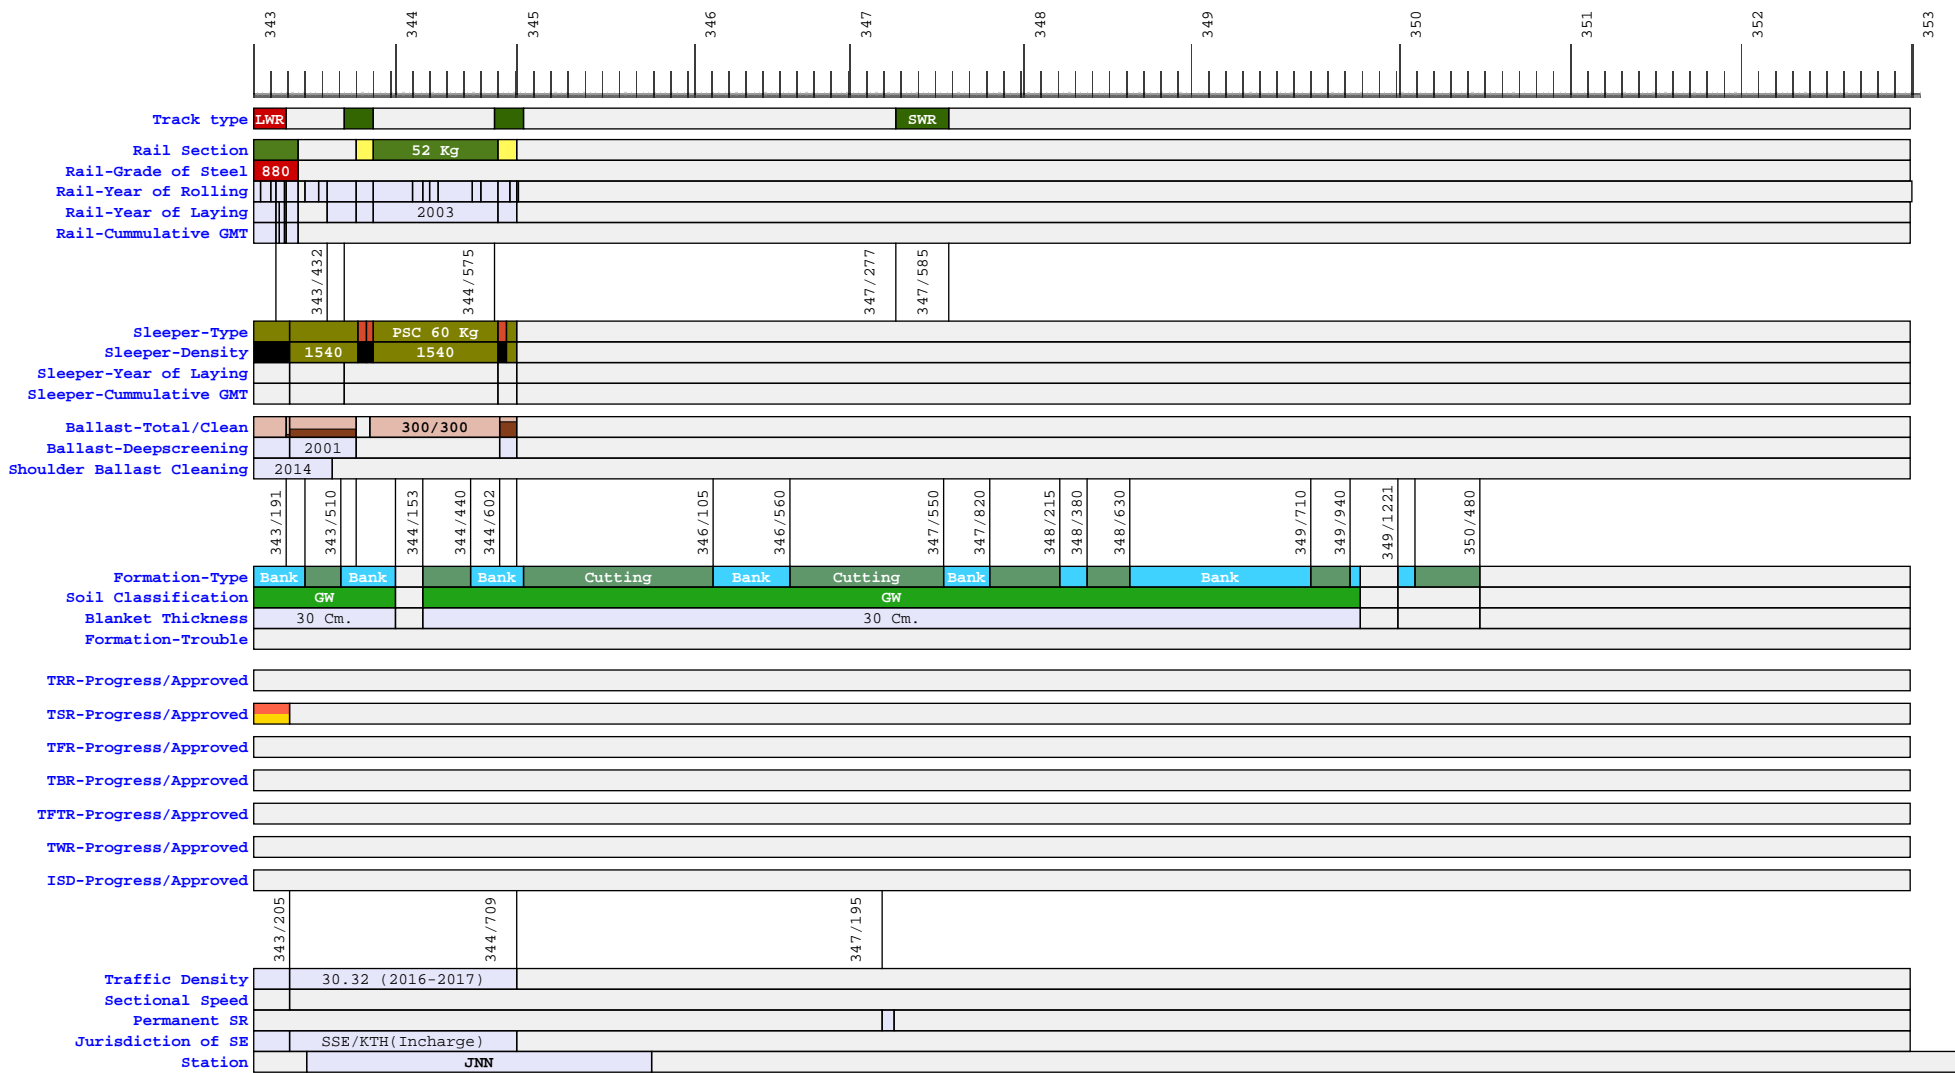 343 344 345 346 347 348 349 350 351 352 353
Track type LWR SWR
Rail Section 52 Kg
Rail-Grade of Steel 880
Rail-Year of Rolling
Rail-Year of Laying 2003
Rail-Cummulative GMT
343/432 344/575 347/277 347/585
Sleeper-Type PSC 60 Kg
Sleeper-Density 1540 1540
Sleeper-Year of Laying
Sleeper-Cummulative GMT
Ballast-Total/Clean 300/300
Ballast-Deepscreening 2001
Shoulder Ballast Cleaning 2014
343/191 343/510 344/153 344/440 344/602 346/105 346/560 347/550 347/820 348/215 348/380 348/630 349/710 349/940 349/1221 350/480
Formation-Type Bank Bank Bank Cutting Bank Cutting Bank Bank
Soil Classification GW GW
Blanket Thickness 30 Cm. 30 Cm.
Formation-Trouble
TRR-Progress/Approved
TSR-Progress/Approved
TFR-Progress/Approved
TBR-Progress/Approved
TFTR-Progress/Approved
TWR-Progress/Approved
ISD-Progress/Approved
343/205 344/709 347/195
Traffic Density 30.32 (2016-2017)
Sectional Speed
Permanent SR
Jurisdiction of SE SSE/KTH(Incharge)
Station JNN